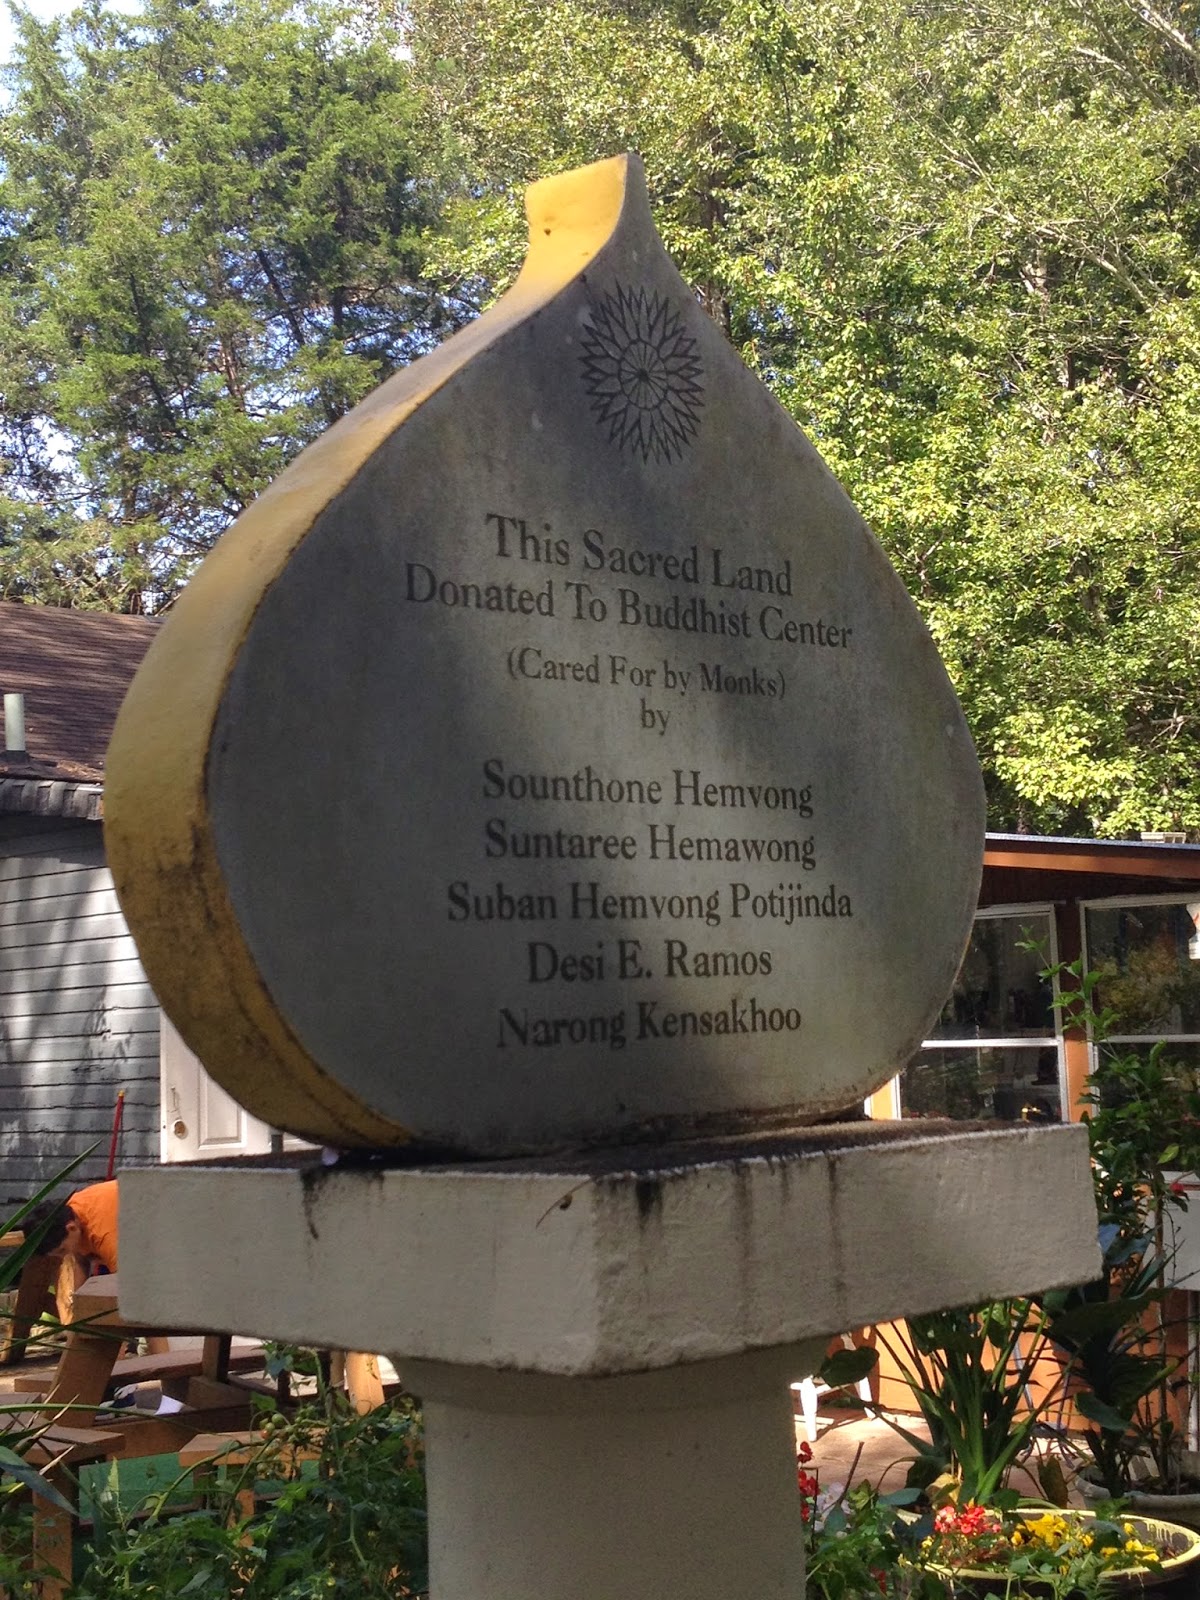 This Sacred Land
Donated To Buddhist Center
(Cared For by Monks)
by
Sounthone Hemvong
Suntaree Hemawong
Suban Hemvong Potijinda
Desi E. Ramos
Narong Kensakhoo